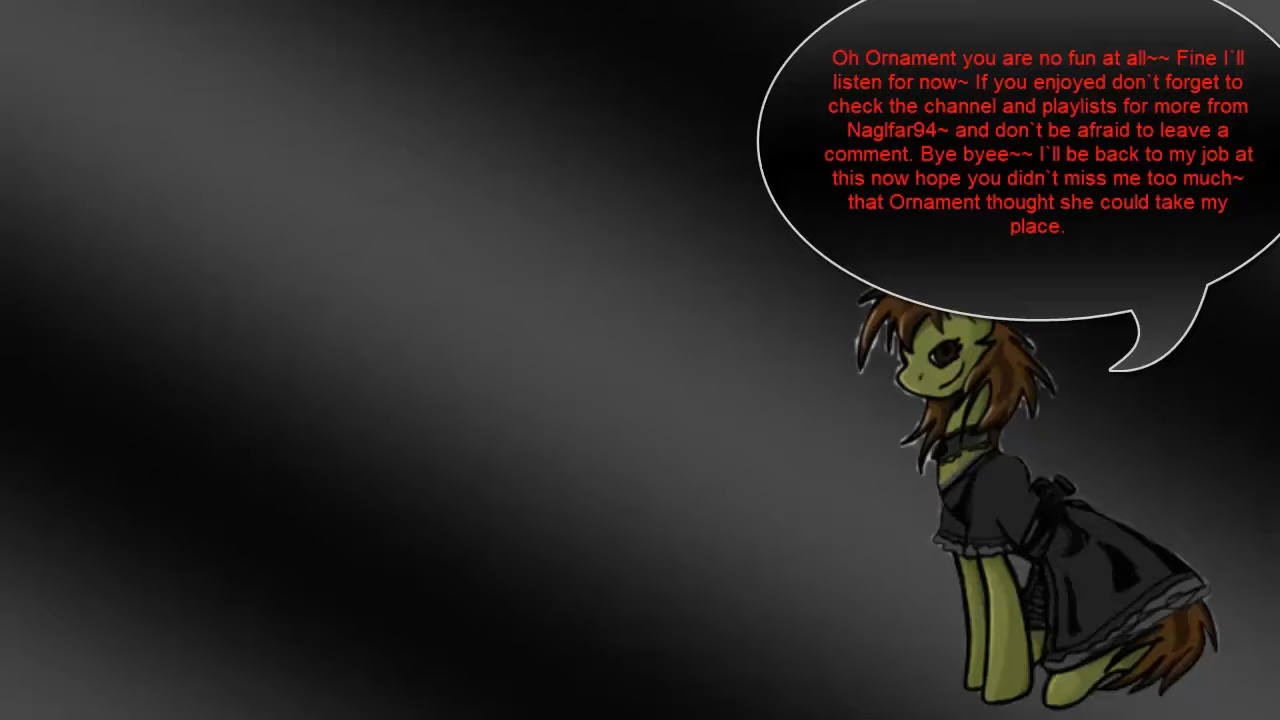 Oh Ornament you are no fun at all~~ Fine I`ll
listen for now~ If you enjoyed don`t forget to
check the channel and playlists for more from
Naglfar94~ and don`t be afraid to leave a
comment. Bye byee~~ I`ll be back to my job at
this now hope you didn`t miss me too much~
that Ornament thought she could take my
place.